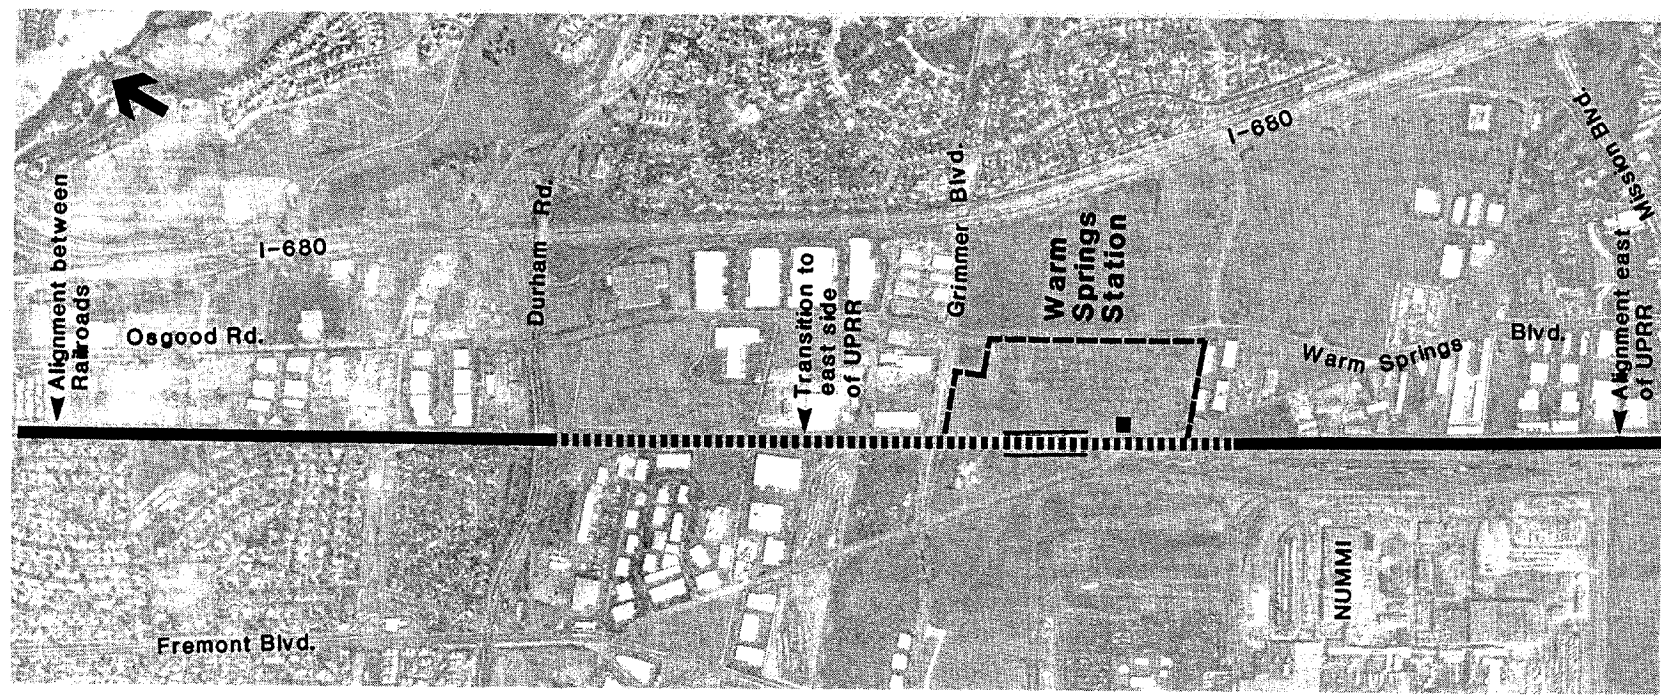 I-680
Mission Blvd.
Alignment between
Railroads
I-680
Durham Rd.
Grimmer Blvd.
Warm
Springs
Station
Transition to
east side
of UPRR
Osgood Rd.
Warm Springs Blvd.
Alignment east
of UPRR
NUMMI
Fremont Blvd.